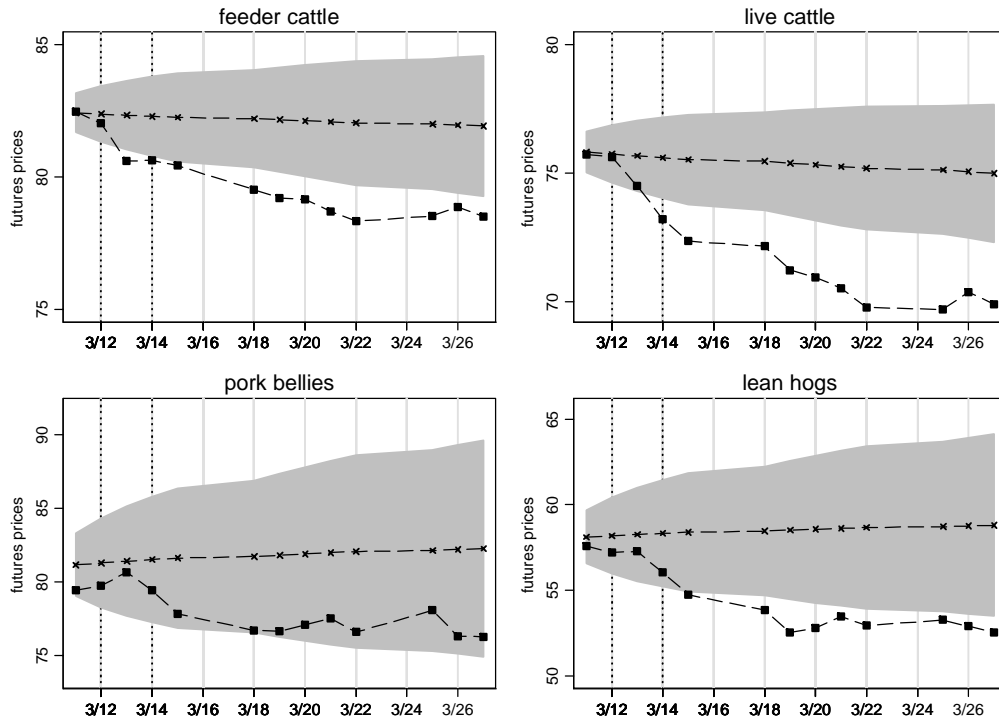 feeder cattle
futures prices
85
80
75
3/12 3/14 3/16 3/18 3/20 3/22 3/24 3/26
live cattle
futures prices
80
75
70
3/12 3/14 3/16 3/18 3/20 3/22 3/24 3/26
pork bellies
futures prices
90
85
80
75
3/12 3/14 3/16 3/18 3/20 3/22 3/24 3/26
lean hogs
futures prices
65
60
55
50
3/12 3/14 3/16 3/18 3/20 3/22 3/24 3/26